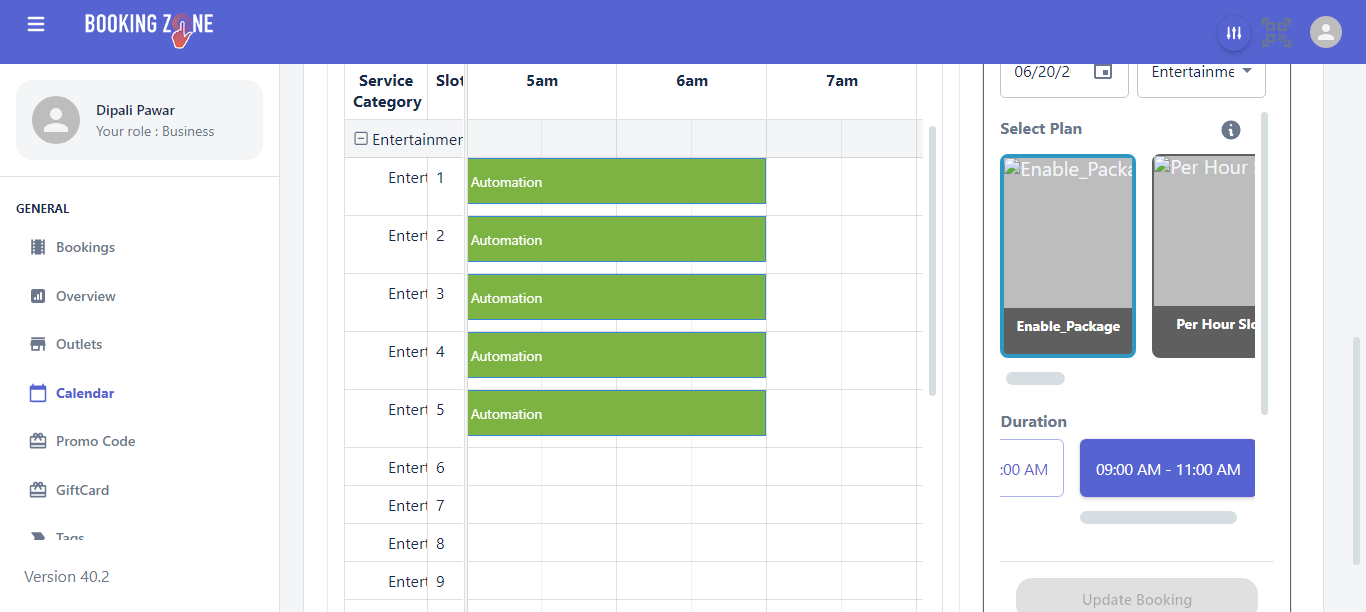 BOOKING ZONE
Dipali Pawar
Your role : Business
GENERAL
Bookings
Overview
Outlets
Calendar
Promo Code
GiftCard
Tags
Version 40.2
Service
Category
Slot
5am
6am
7am
Entertainmen
Entert 1
Automation
Entert 2
Automation
Entert 3
Automation
Entert 4
Automation
Entert 5
Automation
Entert 6
Entert 7
Entert 8
Entert 9
06/20/2
Entertainme
Select Plan
Enable_Packa
Per Hour S
Enable_Package
Per Hour Slo
Duration
:00 AM
09:00 AM - 11:00 AM
Update Booking